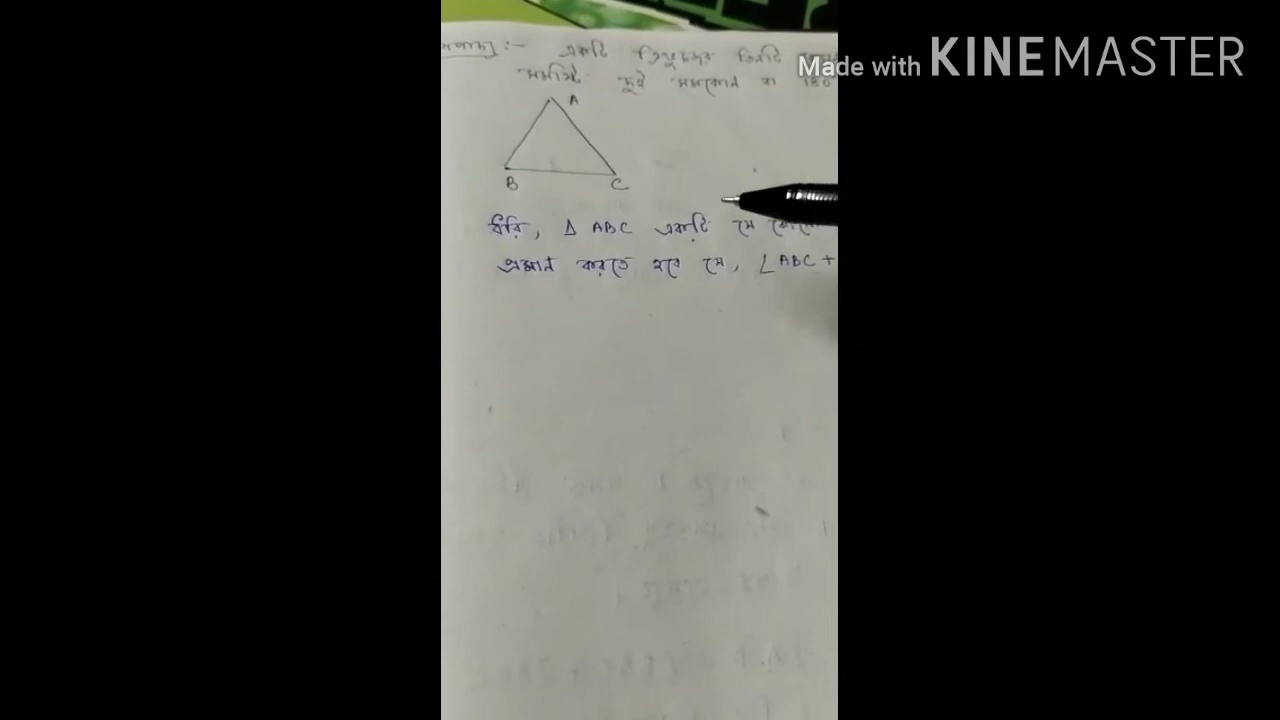 Made with KINEMASTER
একটি ত্রিভুজের তিনটি
সমষ্টি দুই সমকোন বা 180°
A
B C
ধরি, Δ ABC একটি যে কোনো
প্রমান করতে হবে যে, ∠ABC +